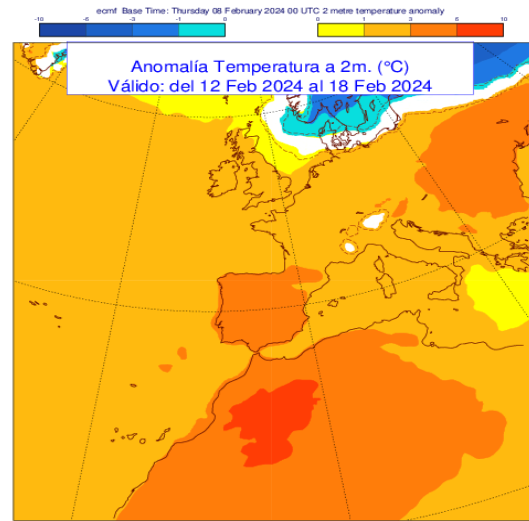 ecmf Base Time: Thursday 08 February 2024 00 UTC 2 metre temperature anomaly
-10 -6 -3 -1 0 0 1 3 6 10
Anomalía Temperatura a 2m. (°C)
Válido: del 12 Feb 2024 al 18 Feb 2024